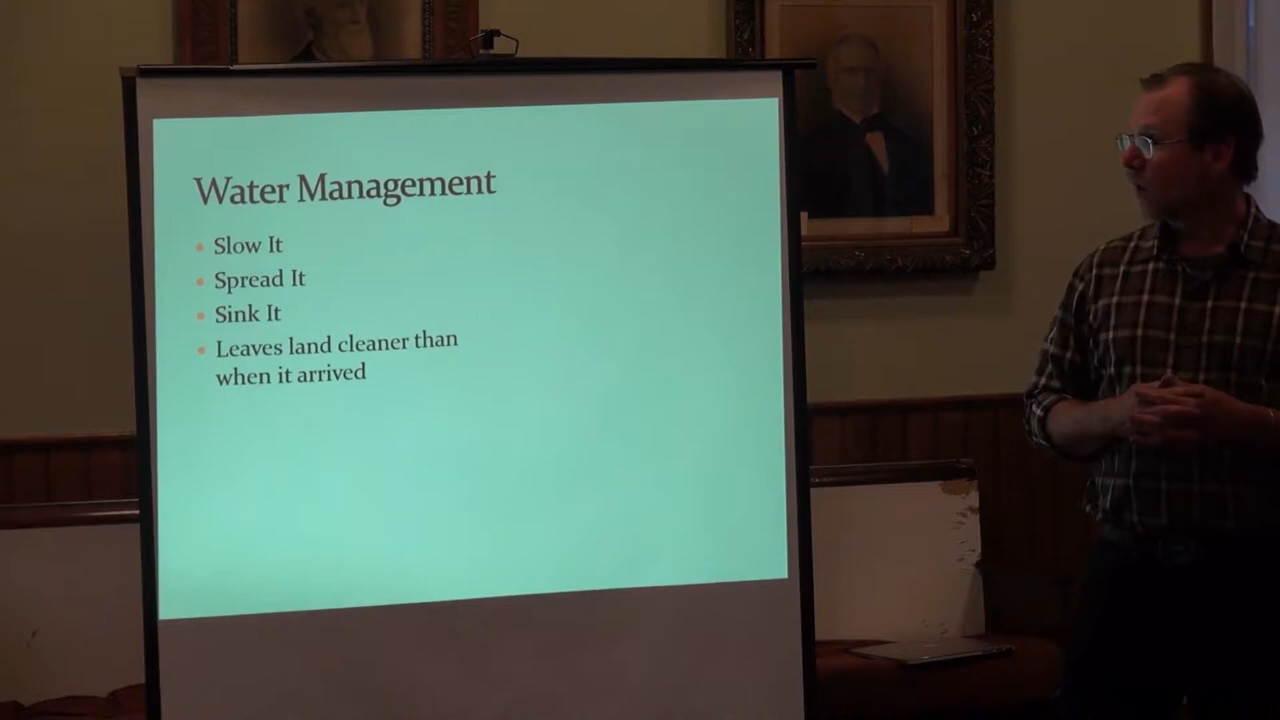 Water Management
• Slow It
• Spread It
• Sink It
• Leaves land cleaner than
when it arrived